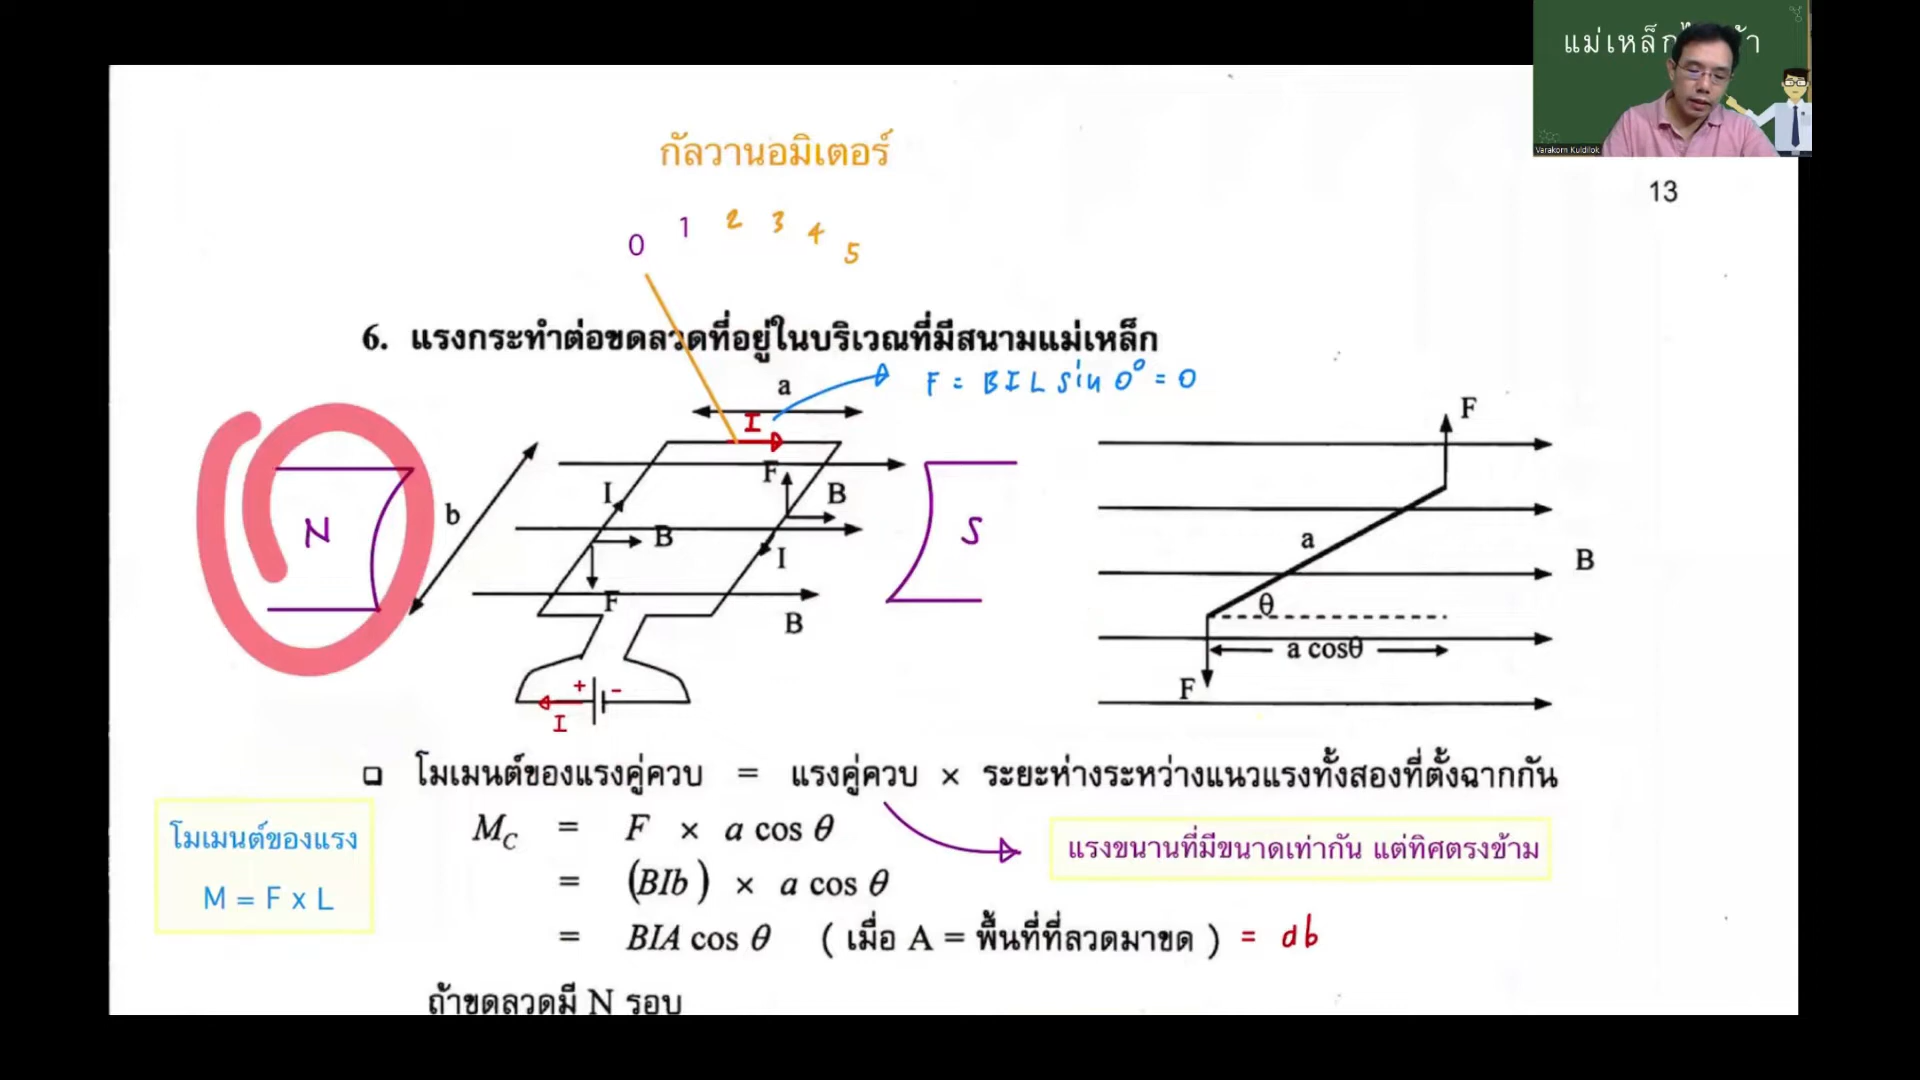 แม่เหล็ก
Varakorn Kuldilok
13
กัลวานอมิเตอร์
0 1 2 3 4 5
6. แรงกระทำต่อขดลวดที่อยู่ในบริเวณที่มีสนามแม่เหล็ก
a
F = BIL sin 0° = 0
I
F
F
B
I
b
N
S
B
I
a
B
F
B
θ
a cosθ
F
+ -
I
❑ โมเมนต์ของแรงคู่ควบ = แรงคู่ควบ × ระยะห่างระหว่างแนวแรงทั้งสองที่ตั้งฉากกัน
โมเมนต์ของแรง
M = F x L
M_C = F × a cos θ
แรงขนานที่มีขนาดเท่ากัน แต่ทิศตรงข้าม
= (BIb) × a cos θ
= BIA cos θ ( เมื่อ A = พื้นที่ที่ลวดมาขด ) = ab
ถ้าขดลวดมี N รอบ